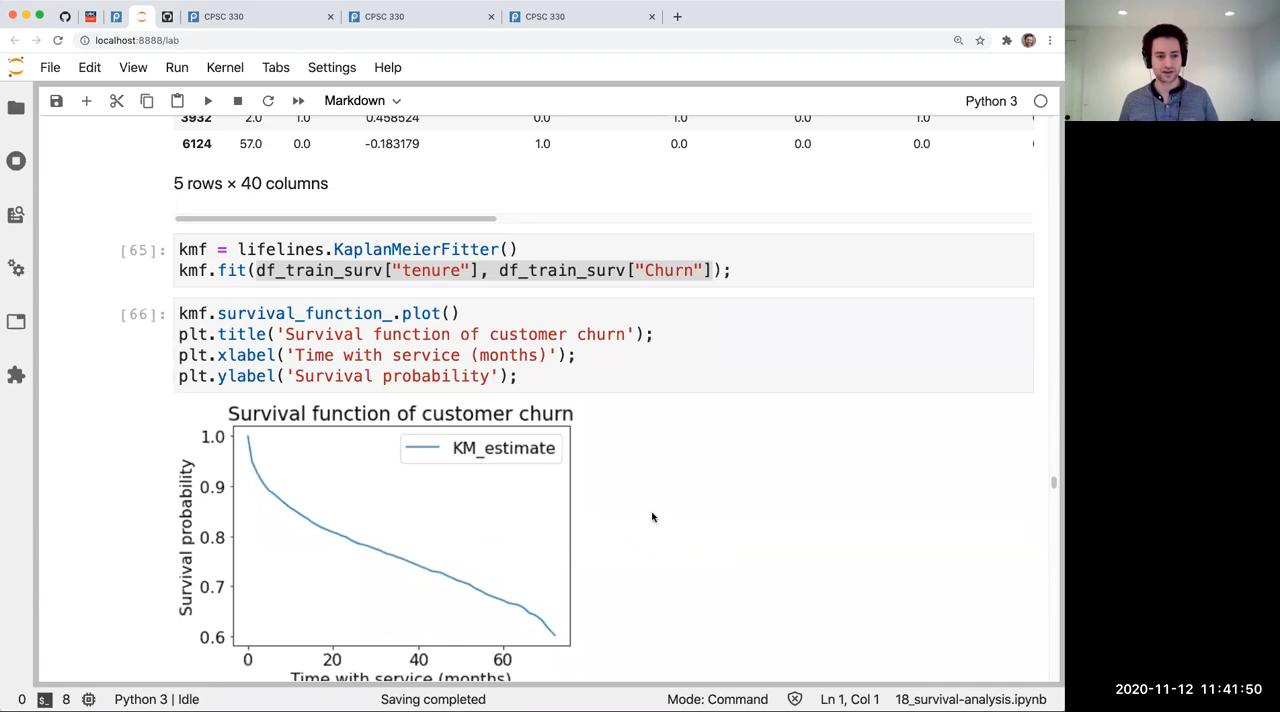 CPSC 330
CPSC 330
CPSC 330
localhost:8888/lab
File Edit View Run Kernel Tabs Settings Help
Markdown
Python 3
3932 2.0 1.0 0.458524 0.0 1.0 0.0 1.0
6124 57.0 0.0 -0.183179 1.0 0.0 0.0 0.0
5 rows × 40 columns
[65]:
kmf = lifelines.KaplanMeierFitter()
kmf.fit(df_train_surv["tenure"], df_train_surv["Churn"]);
[66]:
kmf.survival_function_.plot()
plt.title('Survival function of customer churn');
plt.xlabel('Time with service (months)');
plt.ylabel('Survival probability');
Survival function of customer churn
KM_estimate
Survival probability
1.0
0.9
0.8
0.7
0.6
0 20 40 60
Time with service (months)
0 8 Python 3 | Idle Saving completed Mode: Command Ln 1, Col 1 18_survival-analysis.ipynb
2020-11-12 11:41:50